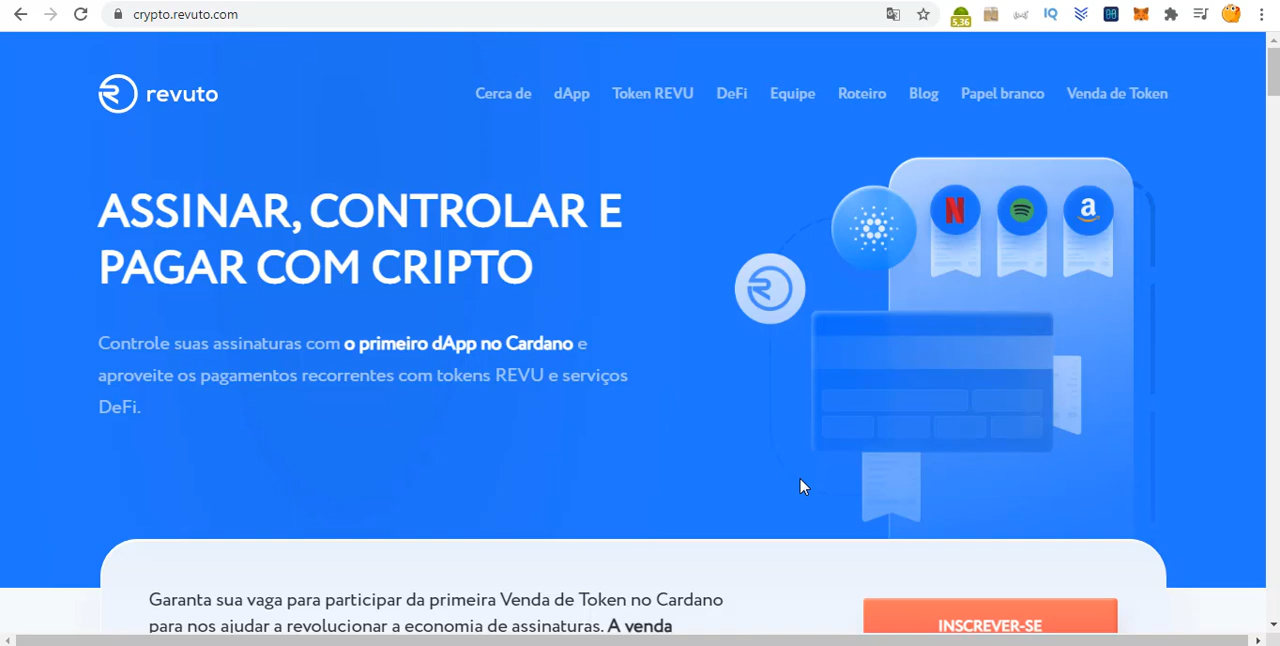 crypto.revuto.com
5,36
IQ
revuto
Cerca de dApp Token REVU DeFi Equipe Roteiro Blog Papel branco Venda de Token
ASSINAR, CONTROLAR E
PAGAR COM CRIPTO
Controle suas assinaturas com o primeiro dApp no Cardano e
aproveite os pagamentos recorrentes com tokens REVU e serviços
DeFi.
N
a
Garanta sua vaga para participar da primeira Venda de Token no Cardano
para nos ajudar a revolucionar a economia de assinaturas. A venda
INSCREVER-SE